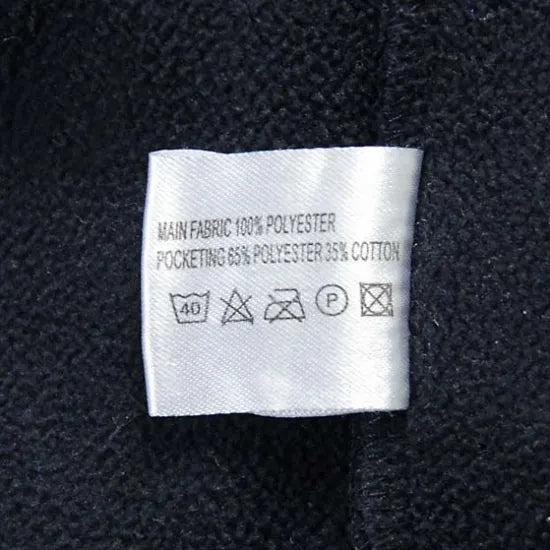 MAIN FABRIC 100% POLYESTER
POCKETING 65% POLYESTER 35% COTTON
40 P